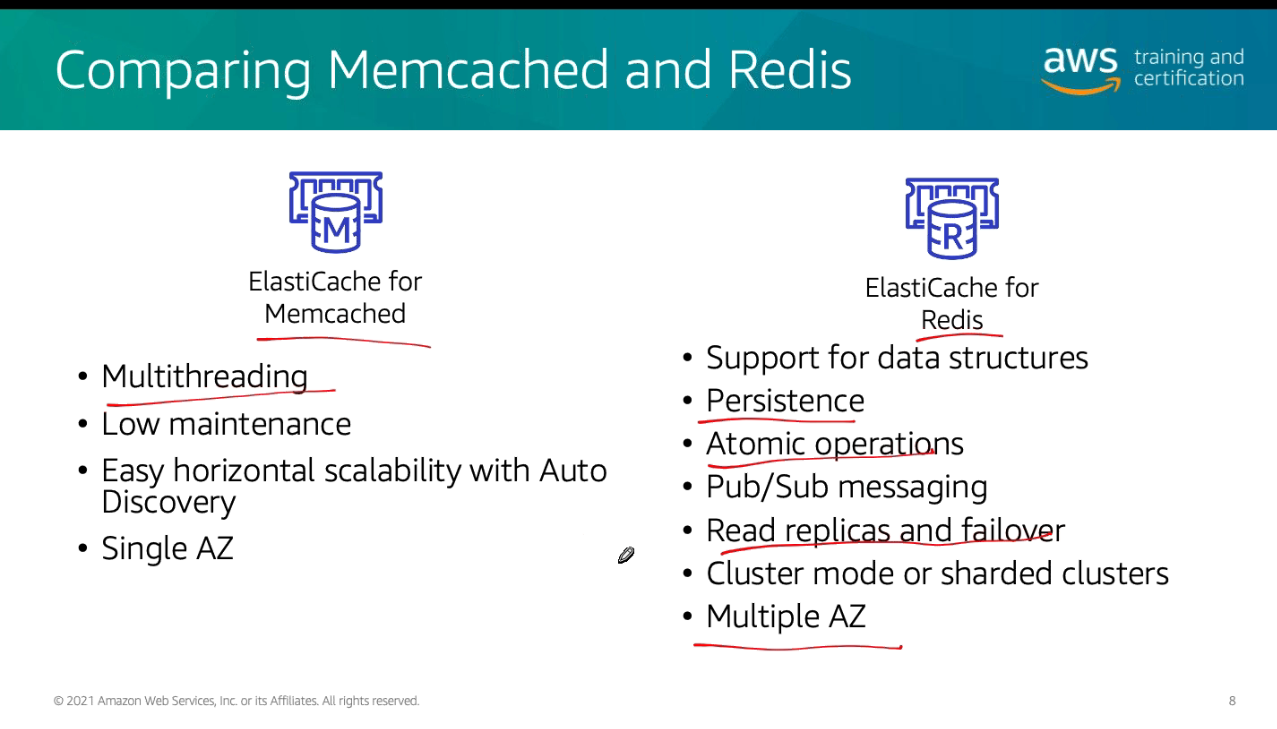 Comparing Memcached and Redis
aws training and
certification
M
ElastiCache for
Memcached
• Multithreading
• Low maintenance
• Easy horizontal scalability with Auto
Discovery
• Single AZ
R
ElastiCache for
Redis
• Support for data structures
• Persistence
• Atomic operations
• Pub/Sub messaging
• Read replicas and failover
• Cluster mode or sharded clusters
• Multiple AZ
© 2021 Amazon Web Services, Inc. or its Affiliates. All rights reserved.
8